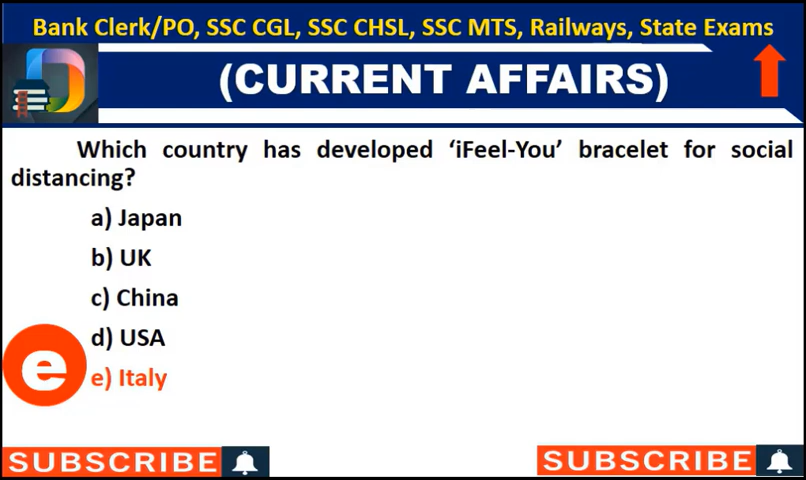 Bank Clerk/PO, SSC CGL, SSC CHSL, SSC MTS, Railways, State Exams
(CURRENT AFFAIRS)
Which country has developed ‘iFeel-You’ bracelet for social
distancing?
a) Japan
b) UK
c) China
d) USA
e
e) Italy
SUBSCRIBE
SUBSCRIBE